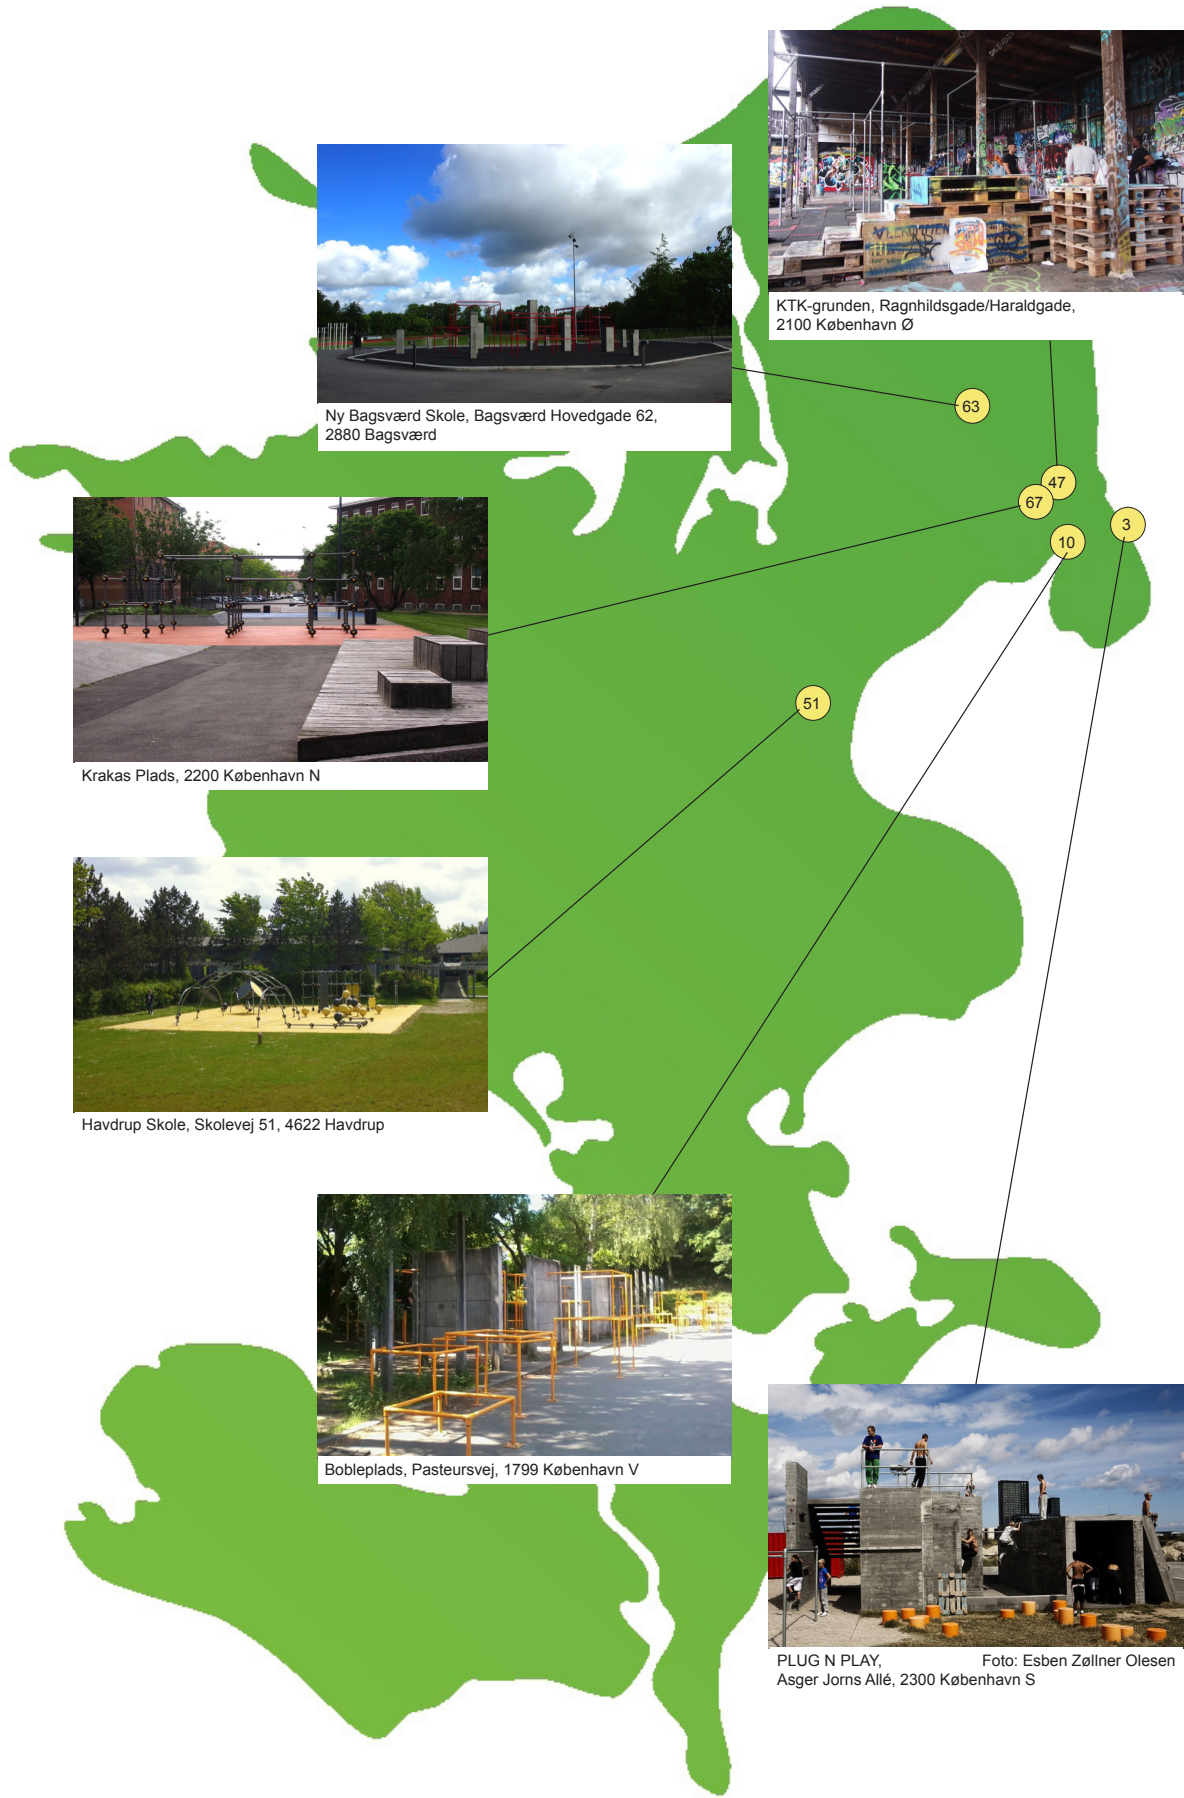 KTK-grunden, Ragnhildsgade/Haraldgade,
2100 København Ø
Ny Bagsværd Skole, Bagsværd Hovedgade 62,
2880 Bagsværd
63
47
67
3
10
51
Krakas Plads, 2200 København N
Havdrup Skole, Skolevej 51, 4622 Havdrup
Bobleplads, Pasteursvej, 1799 København V
PLUG N PLAY, Foto: Esben Zøllner Olesen
Asger Jorns Allé, 2300 København S